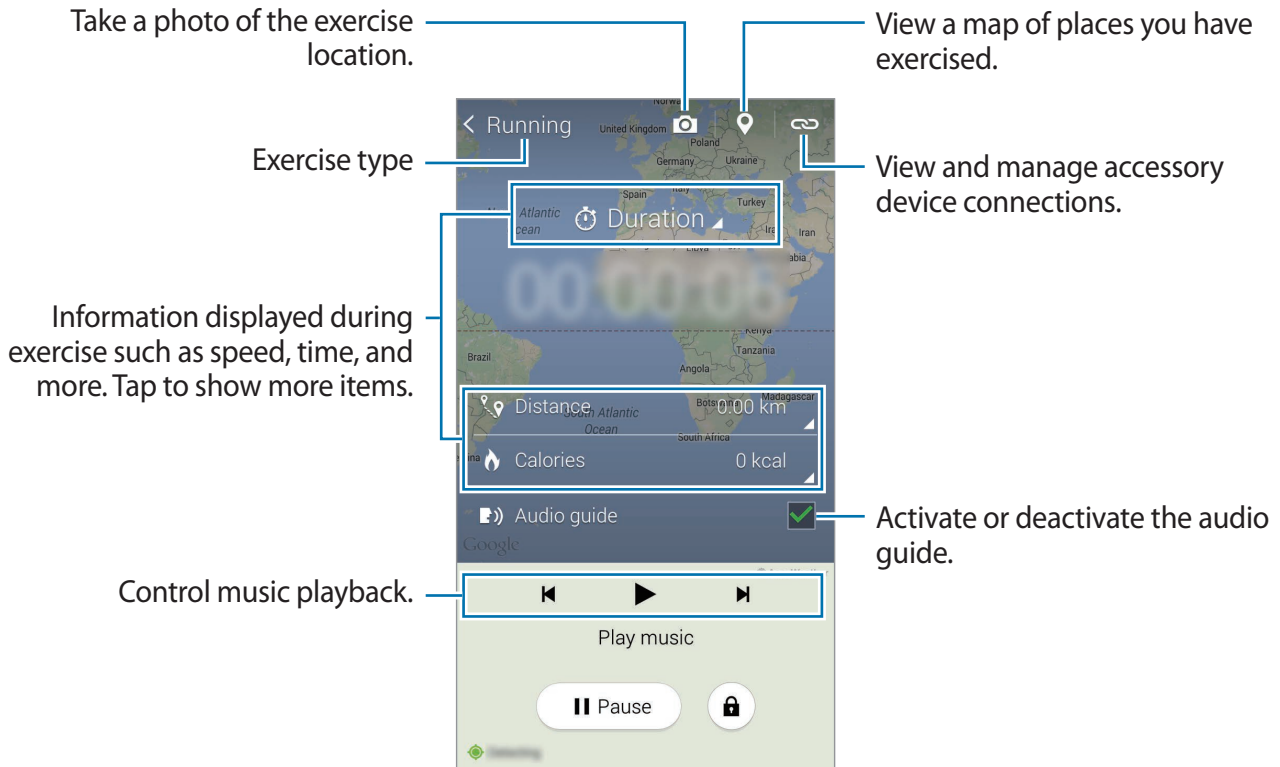 Take a photo of the exercise
location.
View a map of places you have
exercised.
Running
Exercise type
View and manage accessory
device connections.
United Kingdom
Poland
Germany
Ukraine
Spain
Italy
Turkey
Atlantic
Iran
Duration
Libya
Information displayed during
exercise such as speed, time, and
more. Tap to show more items.
Kenya
Brazil
Tanzania
Angola
Distance
0.00 km
Botswana
Madagascar
South Atlantic
Ocean
South Africa
Calories
0 kcal
Audio guide
Activate or deactivate the audio
guide.
Google
Control music playback.
Play music
Pause